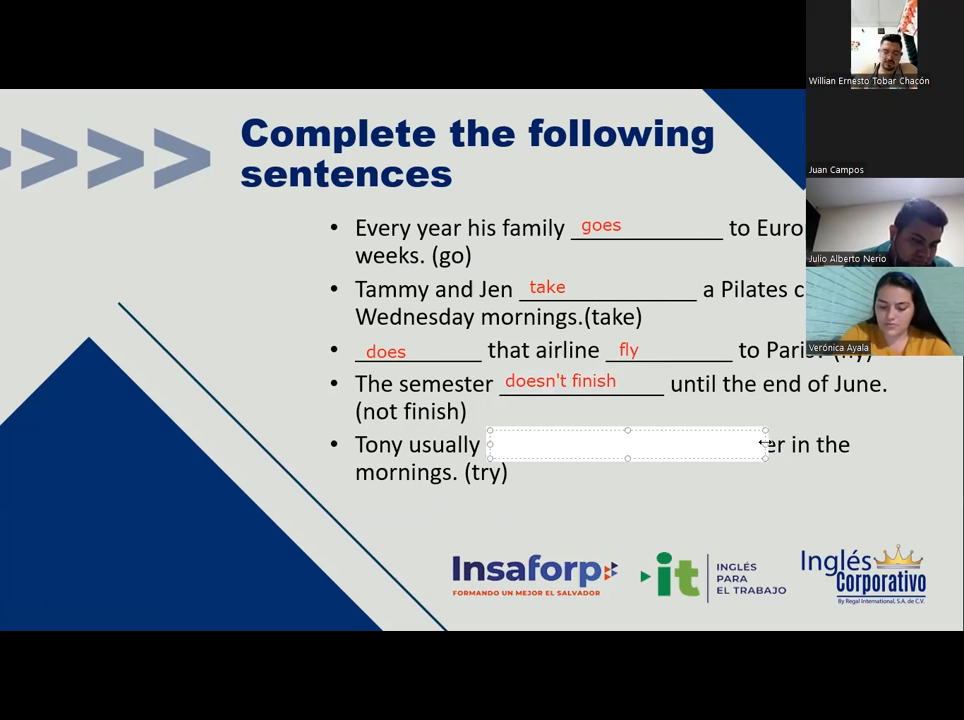 Willian Ernesto Tobar Chacón
Complete the following
sentences
Juan Campos
• Every year his family goes to Euro
weeks. (go)
Julio Alberto Nerio
• Tammy and Jen take a Pilates c
Wednesday mornings.(take)
Verónica Ayala
• does that airline fly to Paris? (fly)
• The semester doesn't finish until the end of June.
(not finish)
• Tony usually er in the
mornings. (try)
Insaforp
FORMANDO UN MEJOR EL SALVADOR
it
INGLÉS
PARA
EL TRABAJO
Inglés
Corporativo
By Regal International, S.A. de C.V.